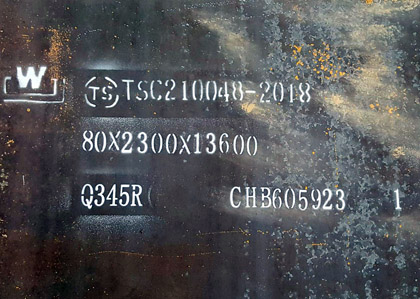 W
TS TSC210048-2018
80X2300X13600
Q345R CHB605923 1